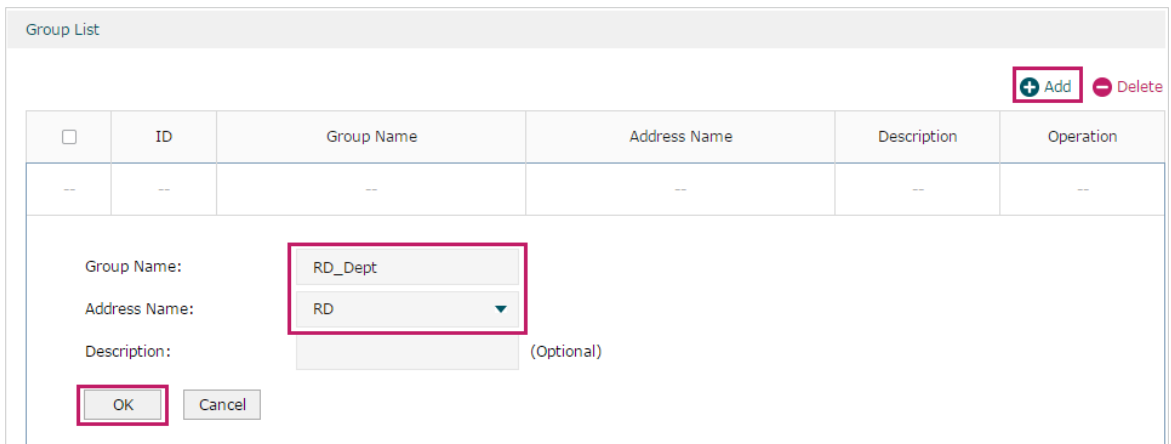 Group List
Add Delete
ID Group Name Address Name Description Operation
-- -- -- -- -- --
Group Name: RD_Dept
Address Name: RD
Description: (Optional)
OK Cancel